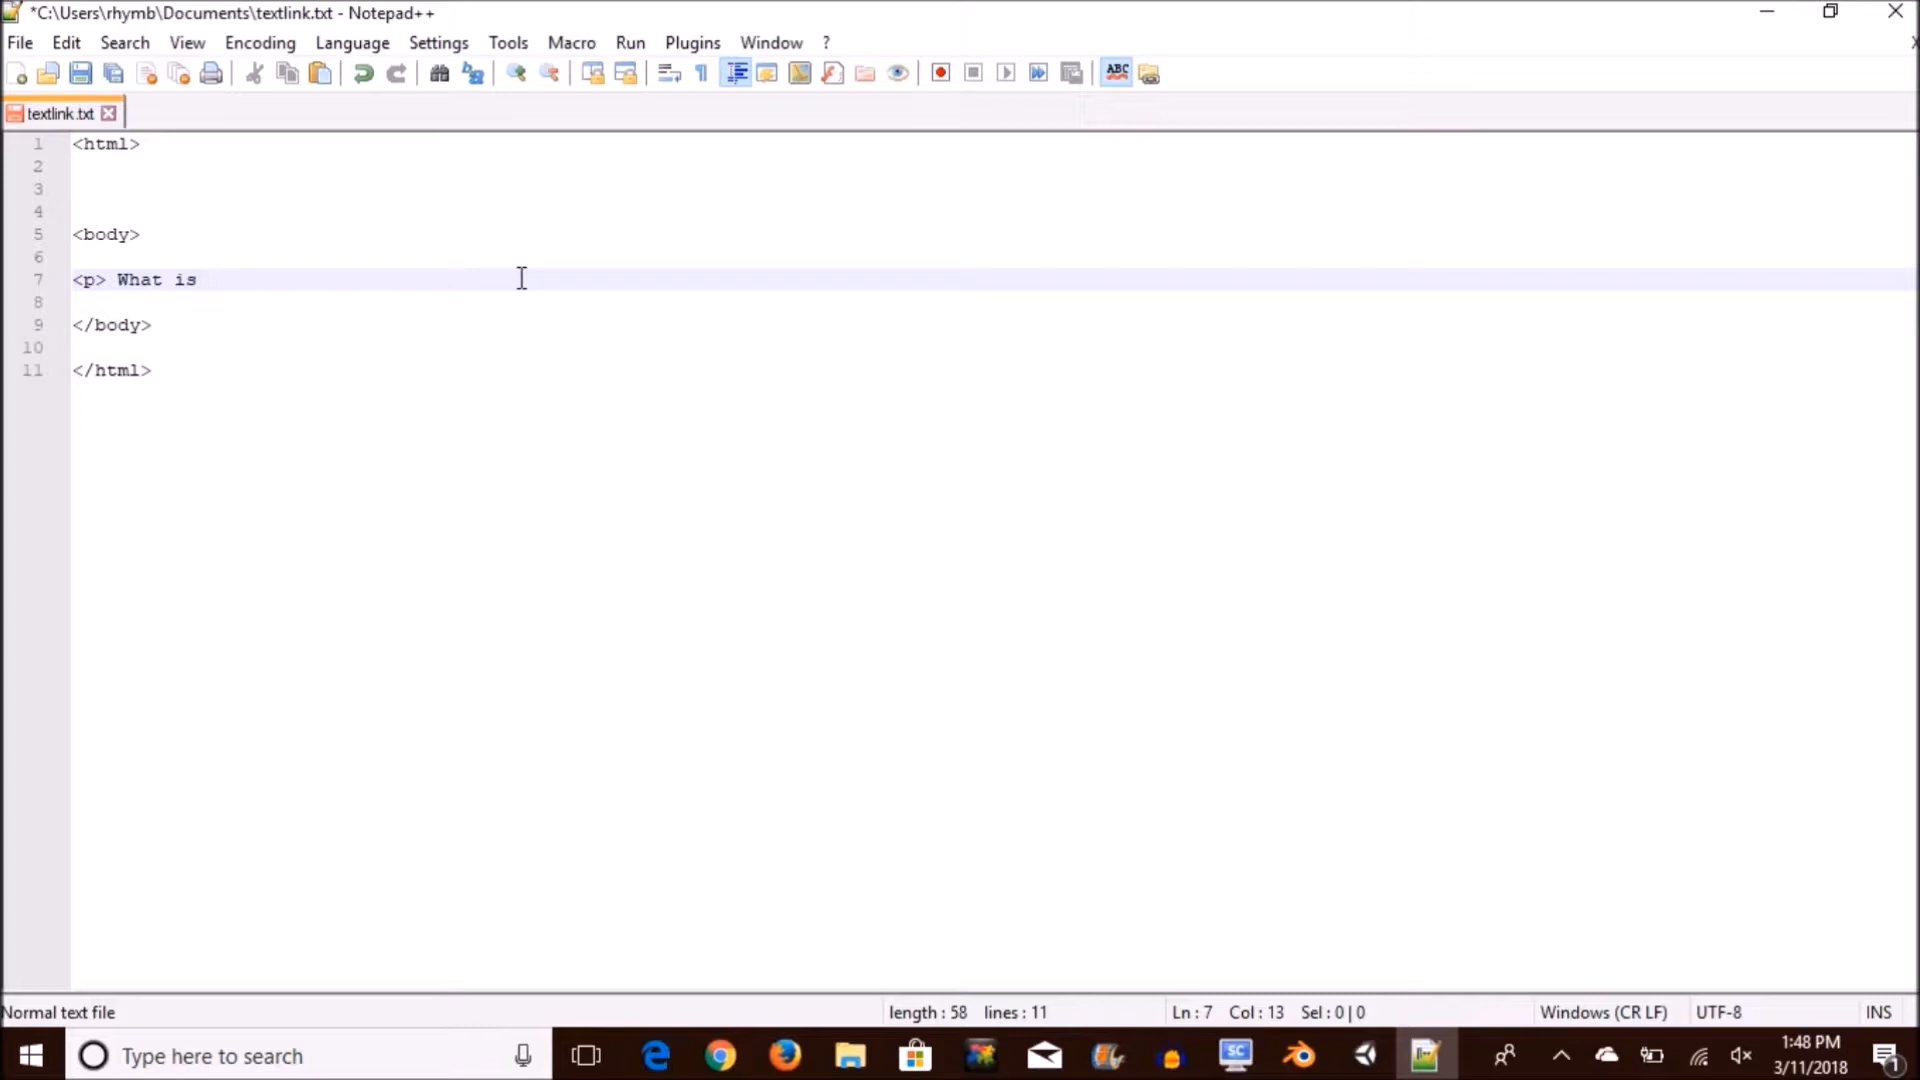 *C:\Users\rhymb\Documents\textlink.txt - Notepad++
File Edit Search View Encoding Language Settings Tools Macro Run Plugins Window ?
ABC
textlink.txt
1 <html>
2
3
4
5 <body>
6
7 <p> What is
8
9 </body>
10
11 </html>
Normal text file length : 58 lines : 11 Ln : 7 Col : 13 Sel : 0 | 0 Windows (CR LF) UTF-8 INS
Type here to search SC 1:48 PM
3/11/2018 1